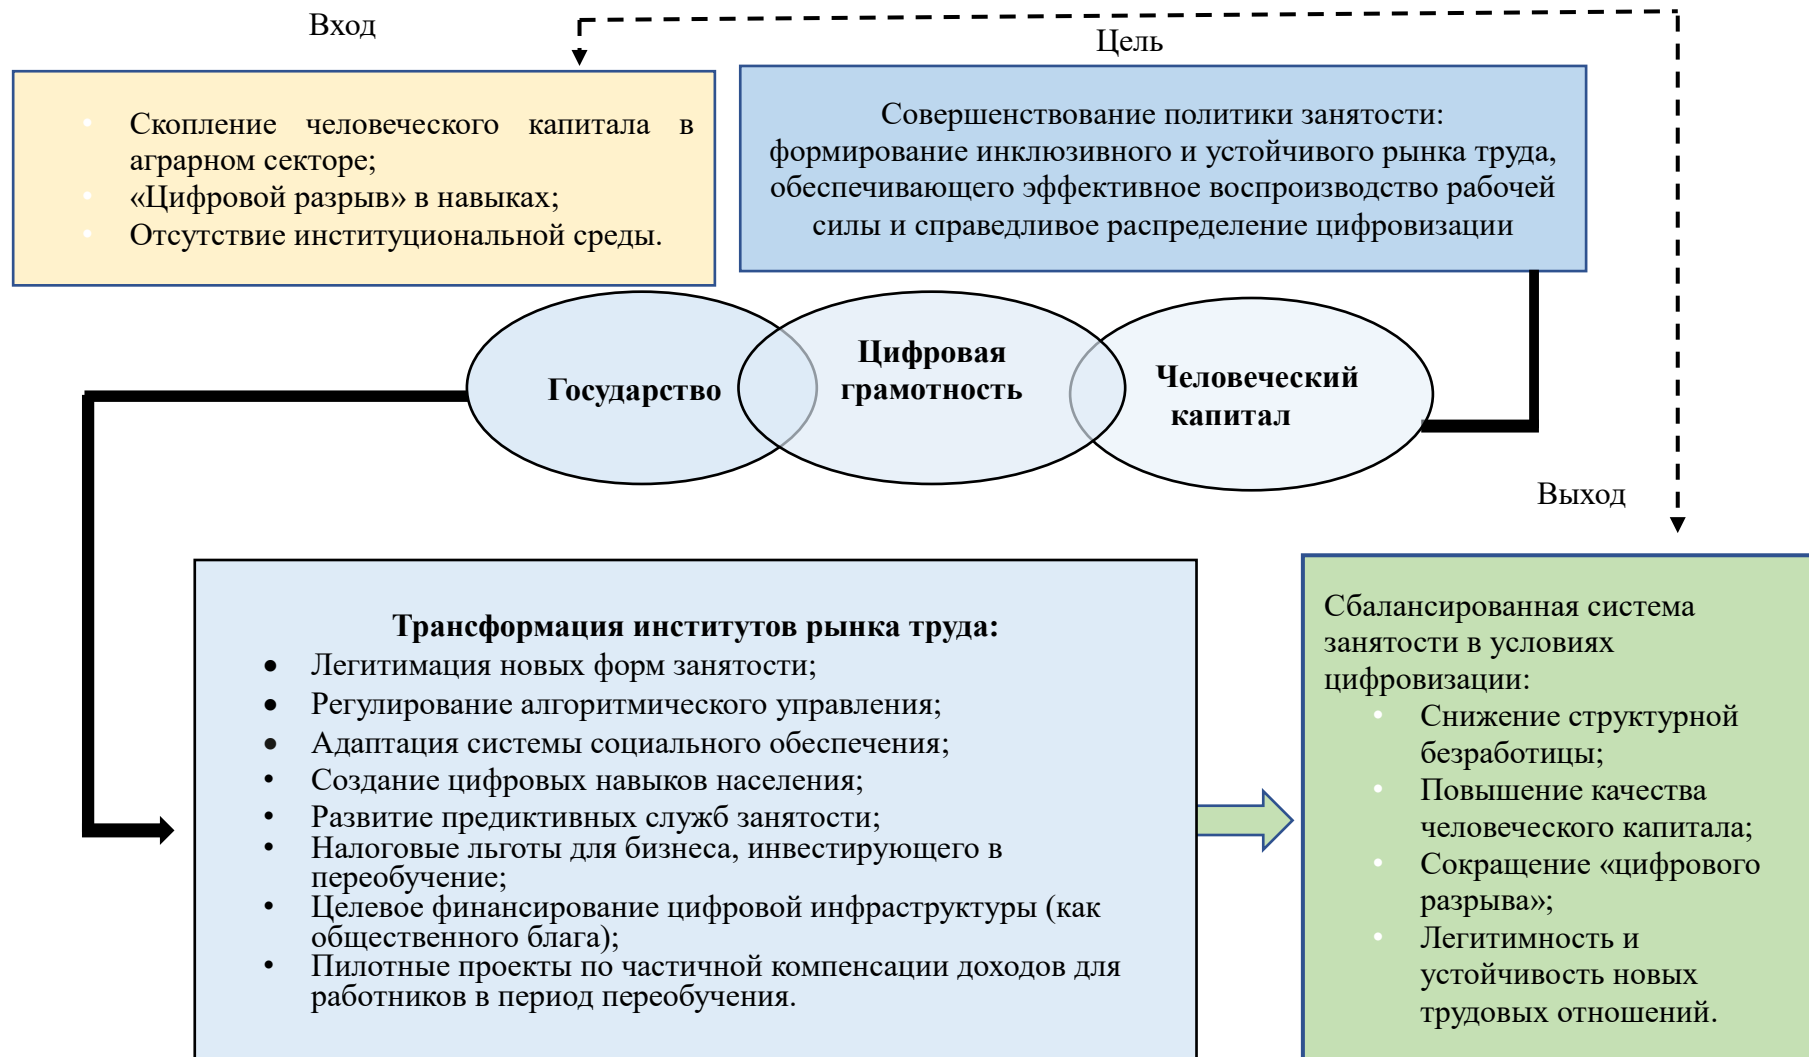 Вход
Цель
Скопление человеческого капитала в
аграрном секторе;
«Цифровой разрыв» в навыках;
Отсутствие институциональной среды.
Совершенствование политики занятости:
формирование инклюзивного и устойчивого рынка труда,
обеспечивающего эффективное воспроизводство рабочей
силы и справедливое распределение цифровизации
Государство
Цифровая
грамотность
Человеческий
капитал
Выход
Трансформация институтов рынка труда:
• Легитимация новых форм занятости;
• Регулирование алгоритмического управления;
• Адаптация системы социального обеспечения;
• Создание цифровых навыков населения;
• Развитие предиктивных служб занятости;
• Налоговые льготы для бизнеса, инвестирующего в
переобучение;
• Целевое финансирование цифровой инфраструктуры (как
общественного блага);
• Пилотные проекты по частичной компенсации доходов для
работников в период переобучения.
Сбалансированная система
занятости в условиях
цифровизации:
• Снижение структурной
безработицы;
• Повышение качества
человеческого капитала;
• Сокращение «цифрового
разрыва»;
• Легитимность и
устойчивость новых
трудовых отношений.